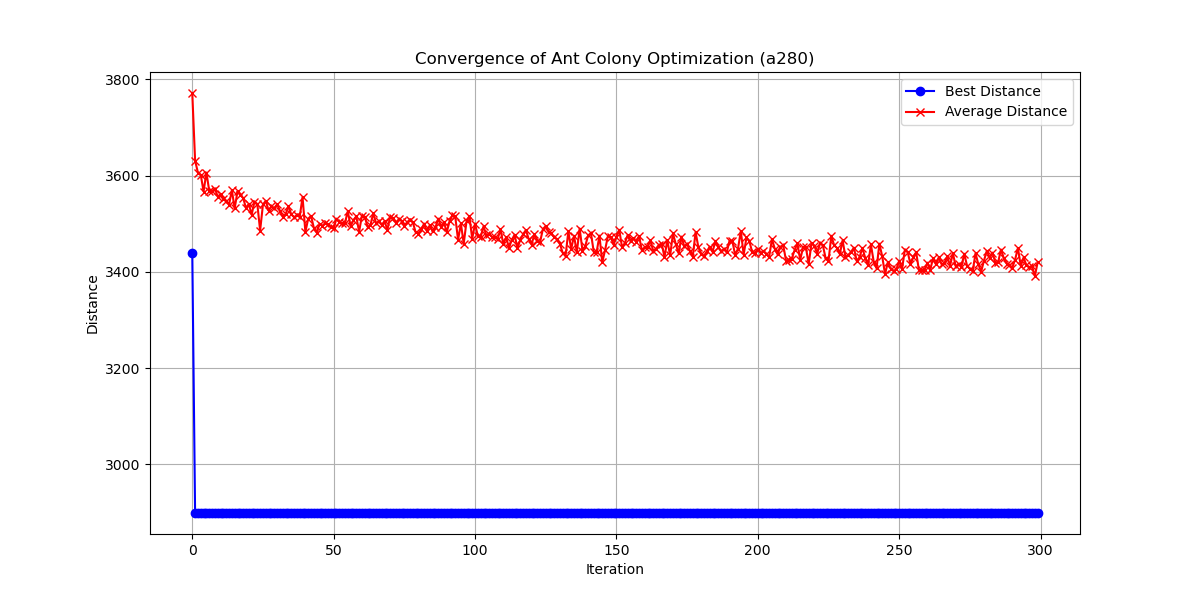 Convergence of Ant Colony Optimization (a280)
Best Distance
Average Distance
3800
3600
3400
3200
3000
Distance
0 50 100 150 200 250 300
Iteration